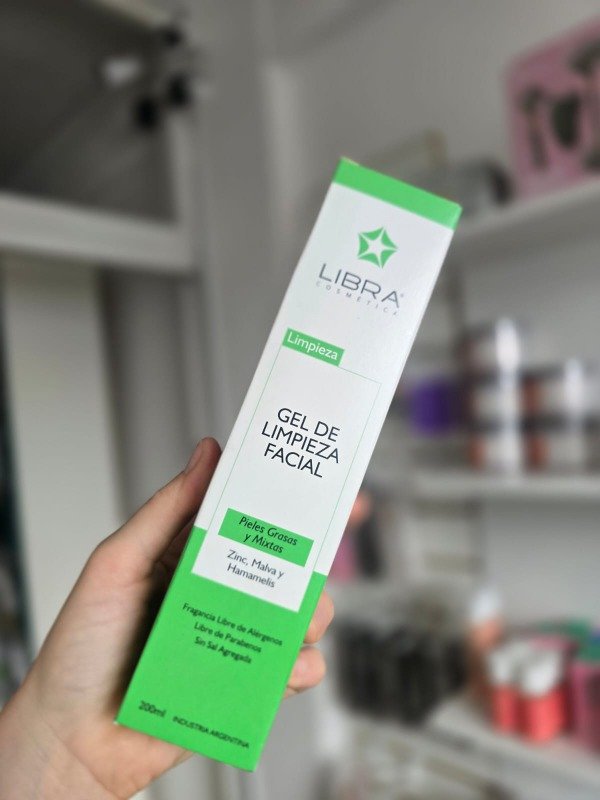 LIBRA
COSMÉTICA
Limpieza
GEL DE
LIMPIEZA
FACIAL
Pieles Grasas
y Mixtas
Zinc, Malva y
Hamamelis
Fragancia Libre de Alérgenos
Libre de Parabenos
Sin Sal Agregada
200ml INDUSTRIA ARGENTINA